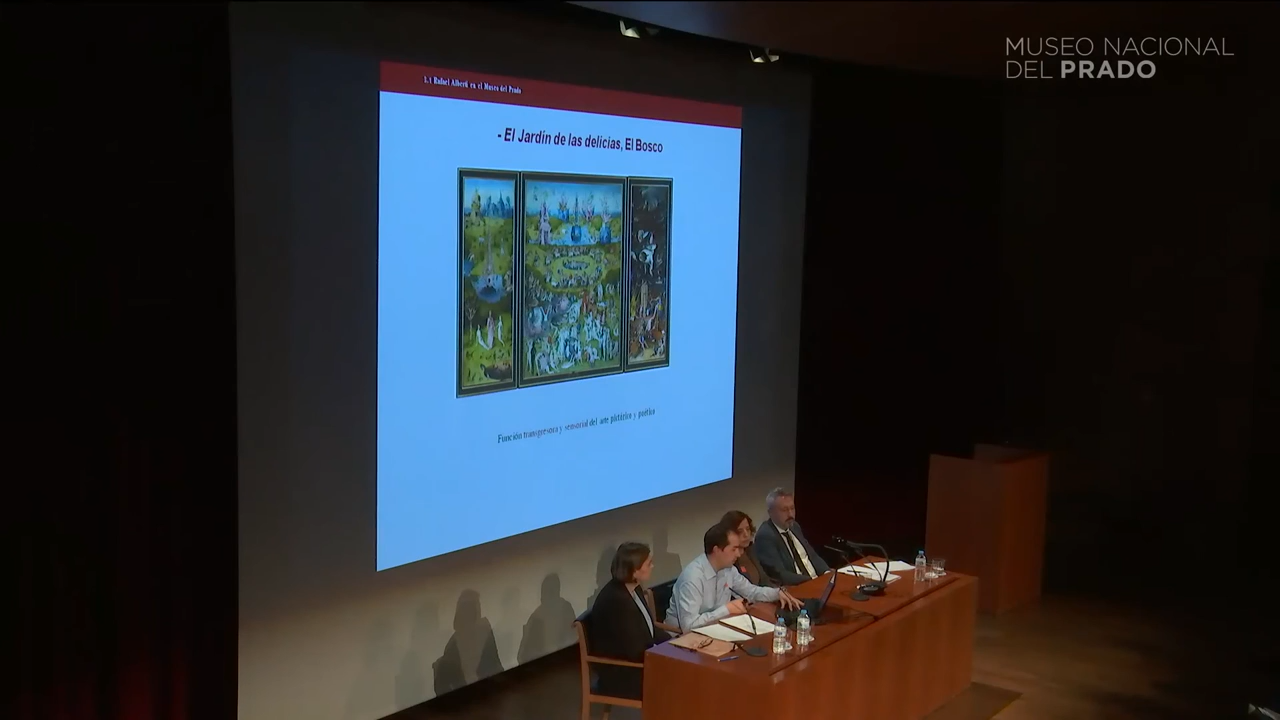 MUSEO NACIONAL
DEL PRADO
1.1 Rafael Alberti en el Museo del Prado
- El Jardín de las delicias, El Bosco
Función transgresora y sensorial del arte pictórico y poético